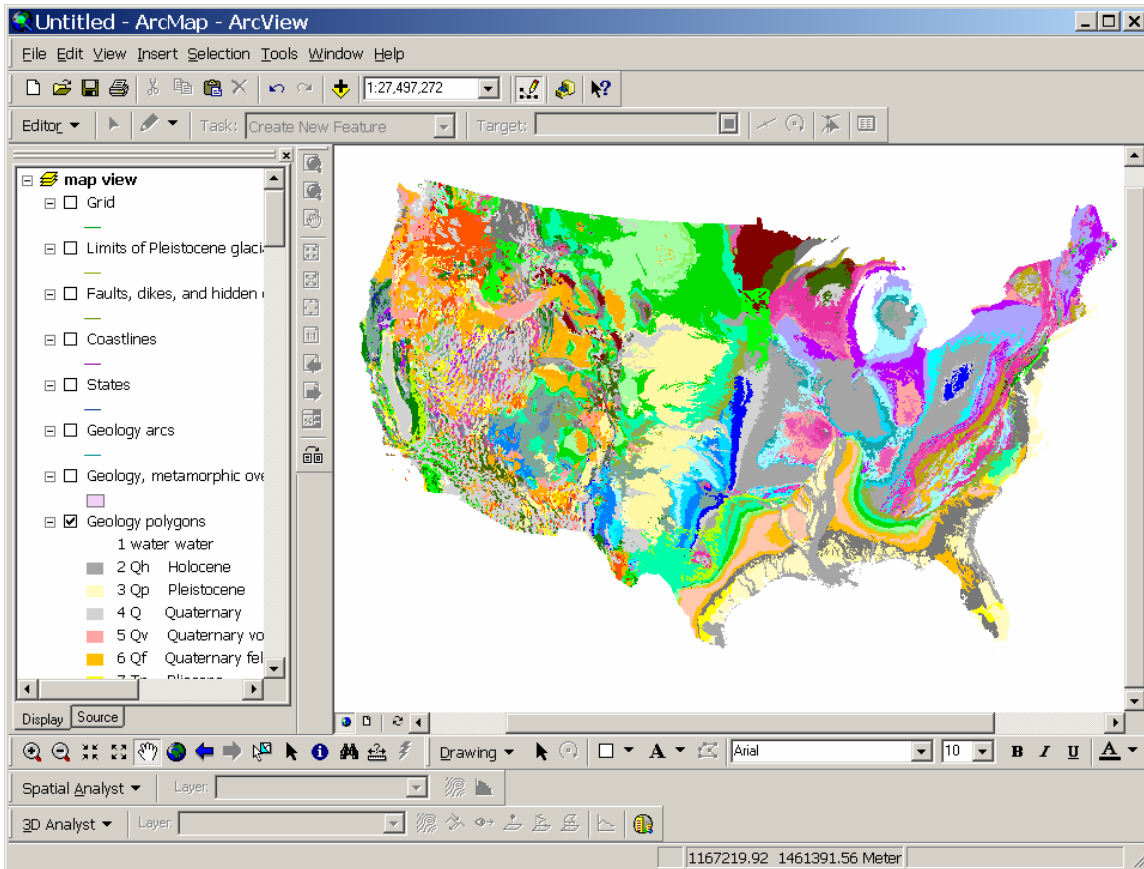 Untitled - ArcMap - ArcView
File Edit View Insert Selection Tools Window Help
1:27,497,272
Editor Task: Create New Feature Target:
map view
Grid
Limits of Pleistocene glaci
Faults, dikes, and hidden
Coastlines
States
Geology arcs
Geology, metamorphic ove
Geology polygons
1 water water
2 Qh Holocene
3 Qp Pleistocene
4 Q Quaternary
5 Qv Quaternary vo
6 Qf Quaternary fel
Display Source
1:1
Drawing A Arial 10 B I U A
Spatial Analyst Layer:
3D Analyst Layer:
1167219.92 1461391.56 Meter